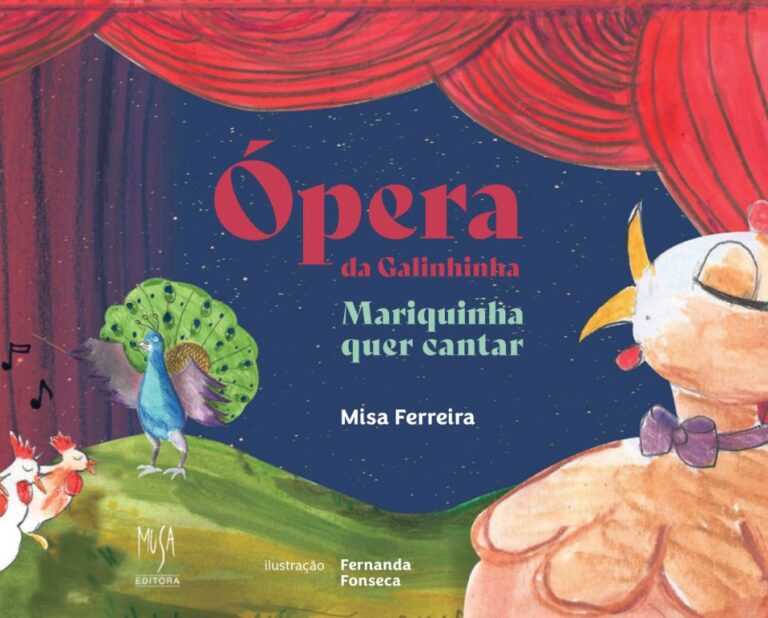 Ópera
da Galinhinha
Mariquinha
quer cantar
Misa Ferreira
MUSA
EDITORA
ilustração Fernanda
Fonseca